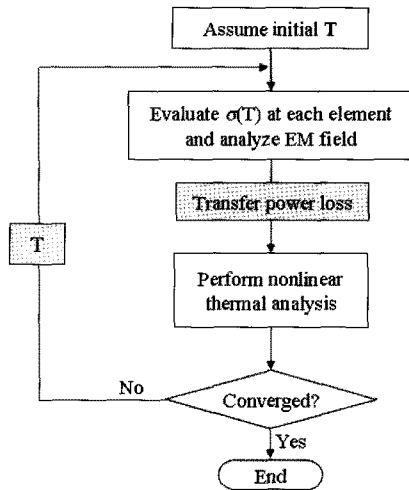 Assume initial T
Evaluate σ(T) at each element
and analyze EM field
Transfer power loss
T
Perform nonlinear
thermal analysis
No
Converged?
Yes
End